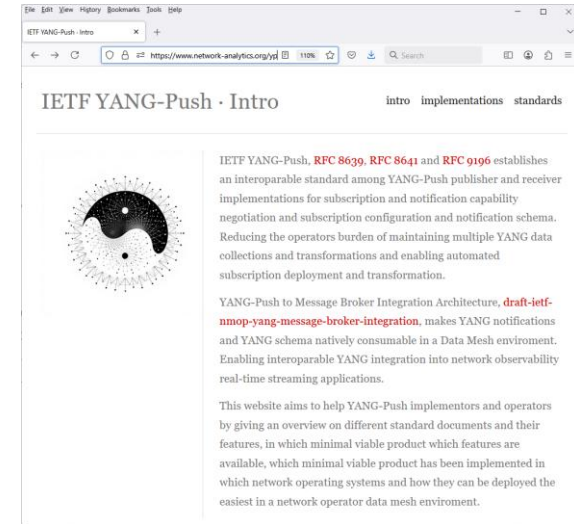 File Edit View History Bookmarks Tools Help
IETF YANG-Push - Intro
https://www.network-analytics.org/yp
110%
Search
IETF YANG-Push · Intro
intro implementations standards
IETF YANG-Push, RFC 8639, RFC 8641 and RFC 9196 establishes
an interoparable standard among YANG-Push publisher and receiver
implementations for subscription and notification capability
negotiation and subscription configuration and notification schema.
Reducing the operators burden of maintaining multiple YANG data
collections and transformations and enabling automated
subscription deployment and transformation.
YANG-Push to Message Broker Integration Architecture, draft-ietf-
nmop-yang-message-broker-integration, makes YANG notifications
and YANG schema natively consumable in a Data Mesh enviroment.
Enabling interoparable YANG integration into network observability
real-time streaming applications.
This website aims to help YANG-Push implementors and operators
by giving an overview on different standard documents and their
features, in which minimal viable product which features are
available, which minimal viable product has been implemented in
which network operating systems and how they can be deployed the
easiest in a network operator data mesh enviroment.